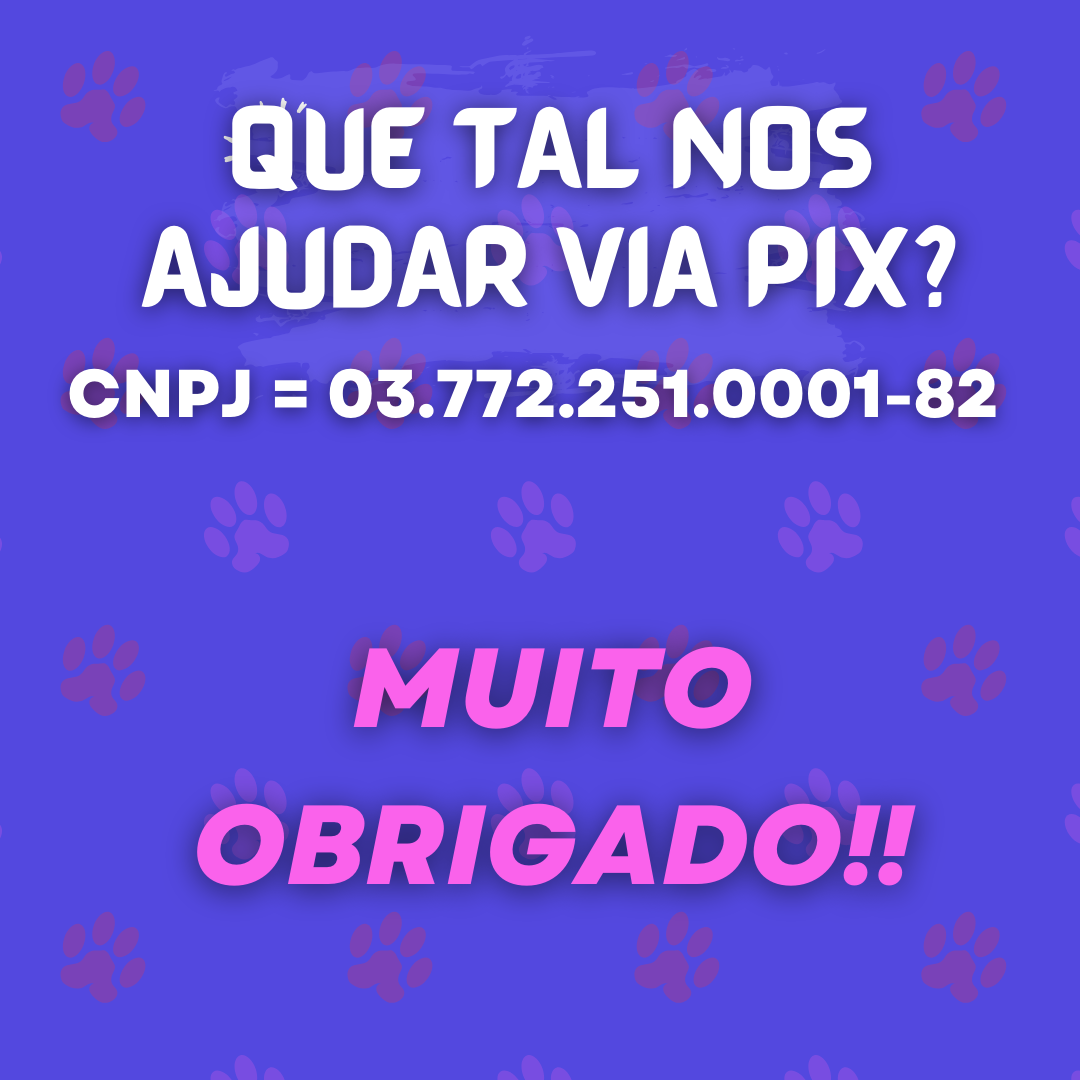 QUE TAL NOS
AJUDAR VIA PIX?
CNPJ = 03.772.251.0001-82
MUITO
OBRIGADO!!